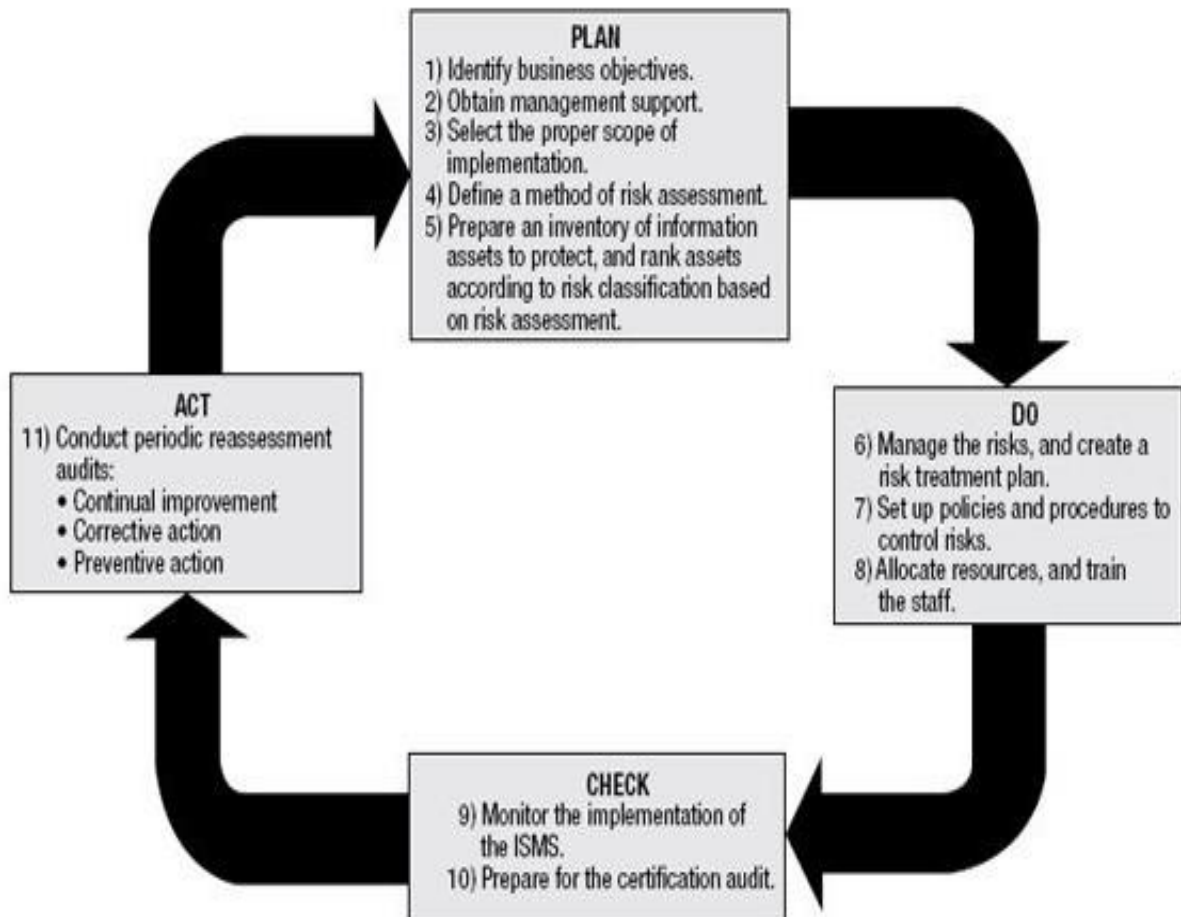 PLAN
1) Identify business objectives.
2) Obtain management support.
3) Select the proper scope of
implementation.
4) Define a method of risk assessment.
5) Prepare an inventory of information
assets to protect, and rank assets
according to risk classification based
on risk assessment.
DO
6) Manage the risks, and create a
risk treatment plan.
7) Set up policies and procedures to
control risks.
8) Allocate resources, and train
the staff.
CHECK
9) Monitor the implementation of
the ISMS.
10) Prepare for the certification audit.
ACT
11) Conduct periodic reassessment
audits:
• Continual improvement
• Corrective action
• Preventive action